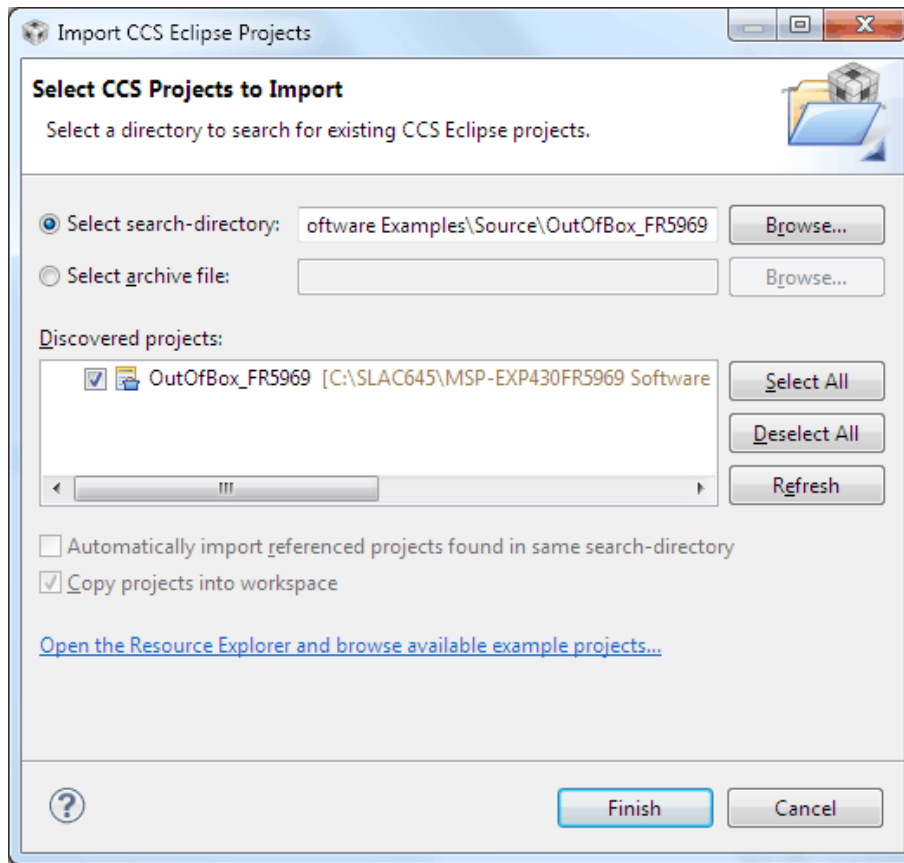 Import CCS Eclipse Projects
Select CCS Projects to Import
Select a directory to search for existing CCS Eclipse projects.
Select search-directory: oftware Examples\Source\OutOfBox_FR5969 Browse...
Select archive file: Browse...
Discovered projects:
OutOfBox_FR5969 [C:\SLAC645\MSP-EXP430FR5969 Software
Select All
Deselect All
Refresh
Automatically import referenced projects found in same search-directory
Copy projects into workspace
Open the Resource Explorer and browse available example projects...
? Finish Cancel